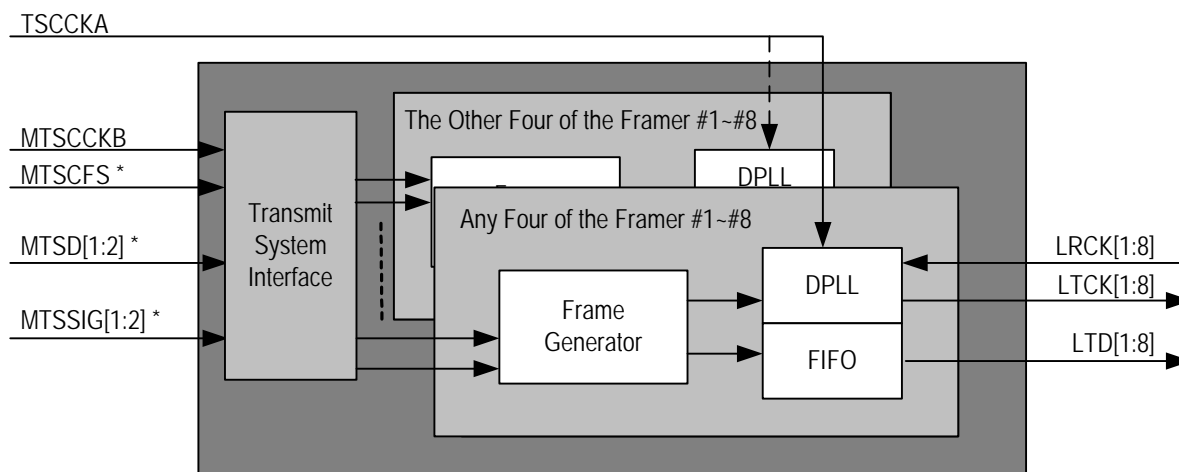 TSCCKA
The Other Four of the Framer #1~#8
MTSCCKB
MTSCFS *
DPLL
Transmit
System
Interface
Any Four of the Framer #1~#8
MTSD[1:2] *
LRCK[1:8]
DPLL
LTCK[1:8]
Frame
Generator
MTSSIG[1:2] *
FIFO
LTD[1:8]